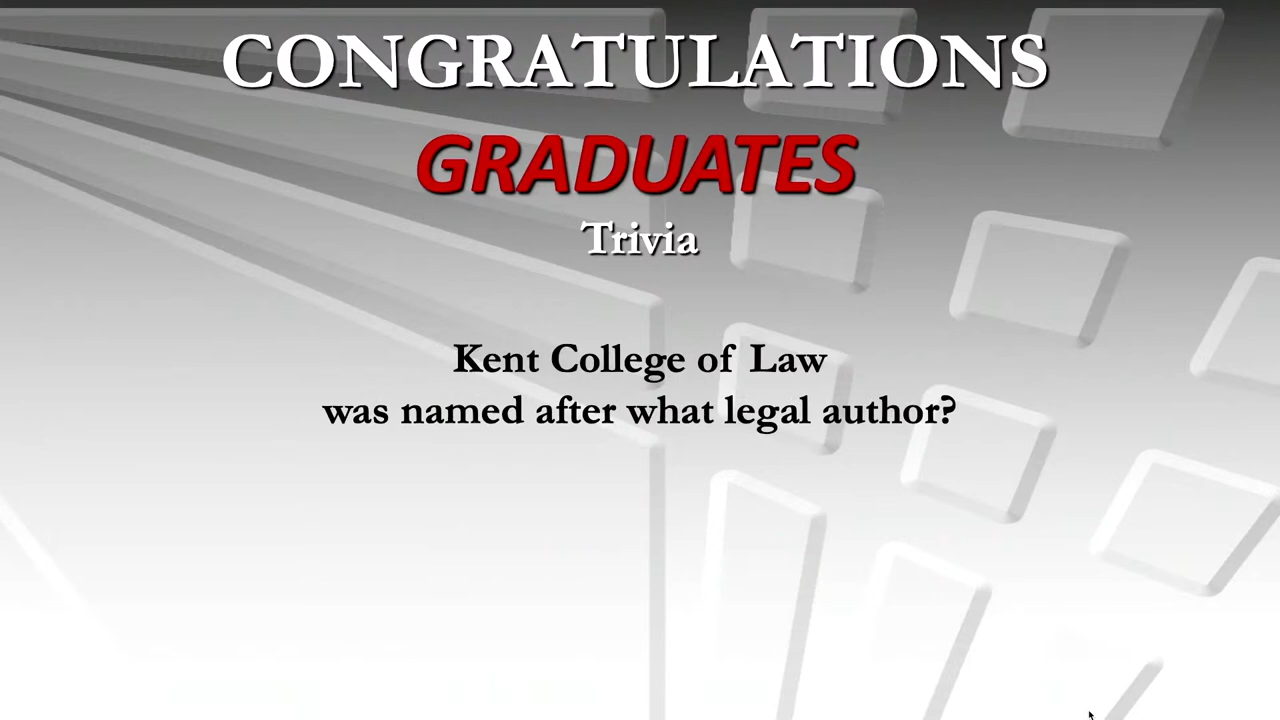 CONGRATULATIONS
GRADUATES
Trivia
Kent College of Law
was named after what legal author?